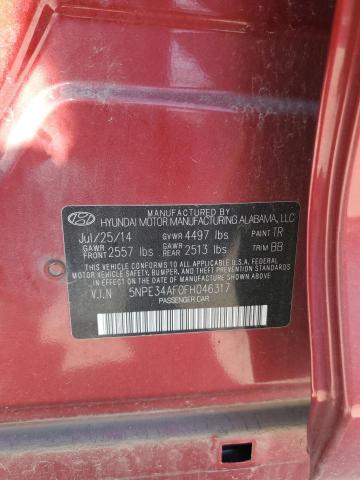 MANUFACTURED BY
HYUNDAI MOTOR MANUFACTURING ALABAMA, LLC
Jul/25/14 GVWR 4497 lbs PAINT TR
GAWR FRONT 2557 lbs GAWR REAR 2513 lbs TRIM BB
THIS VEHICLE CONFORMS TO ALL APPLICABLE U.S.A. FEDERAL
MOTOR VEHICLE SAFETY, BUMPER, AND THEFT PREVENTION
STANDARDS IN EFFECT ON THE DATE OF MANUFACTURE SHOWN ABOVE.
V.I.N 5NPE34AF0FH046317
PASSENGER CAR